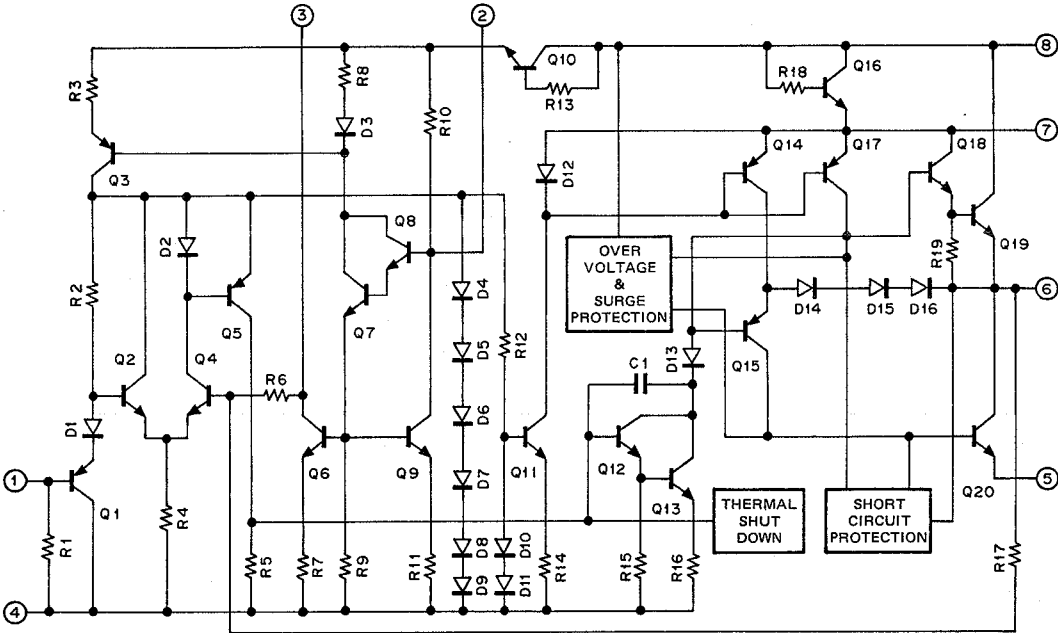 3
2
8
R3
R8
R10
Q10
R13
R18
Q16
D3
7
Q3
D12
Q14
Q17
Q18
D2
Q8
R2
Q5
Q7
D4
OVER
VOLTAGE
&
SURGE
PROTECTION
R19
Q19
6
D14
D15
D16
Q2
Q4
R6
D5
R12
C1
D13
Q15
D1
D6
1
Q1
Q6
Q9
D7
Q11
Q12
Q13
THERMAL
SHUT
DOWN
SHORT
CIRCUIT
PROTECTION
Q20
5
R1
R4
R5
R7
R9
R11
D8
D9
D10
D11
R14
R15
R16
R17
4